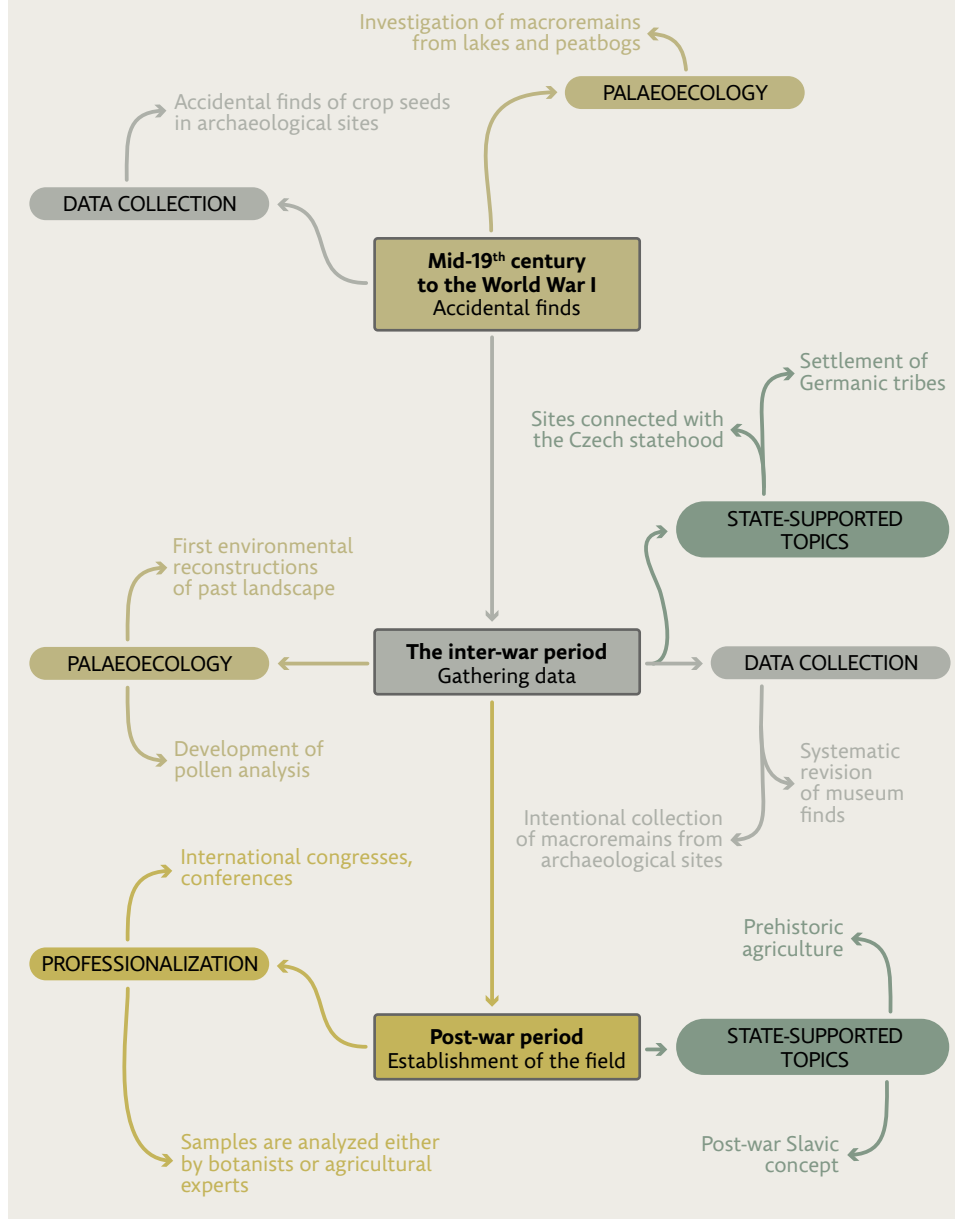 Investigation of macroremains
from lakes and peatbogs
PALAEOECOLOGY
Accidental finds of crop seeds
in archaeological sites
DATA COLLECTION
Mid-19th century
to the World War I
Accidental finds
Settlement of
Germanic tribes
Sites connected with
the Czech statehood
STATE-SUPPORTED
TOPICS
First environmental
reconstructions
of past landscape
PALAEOECOLOGY
The inter-war period
Gathering data
DATA COLLECTION
Development of
pollen analysis
Systematic
revision
of museum
finds
Intentional collection
of macroremains from
archaeological sites
International congresses,
conferences
PROFESSIONALIZATION
Prehistoric
agriculture
Post-war period
Establishment of the field
STATE-SUPPORTED
TOPICS
Samples are analyzed either
by botanists or agricultural
experts
Post-war Slavic
concept